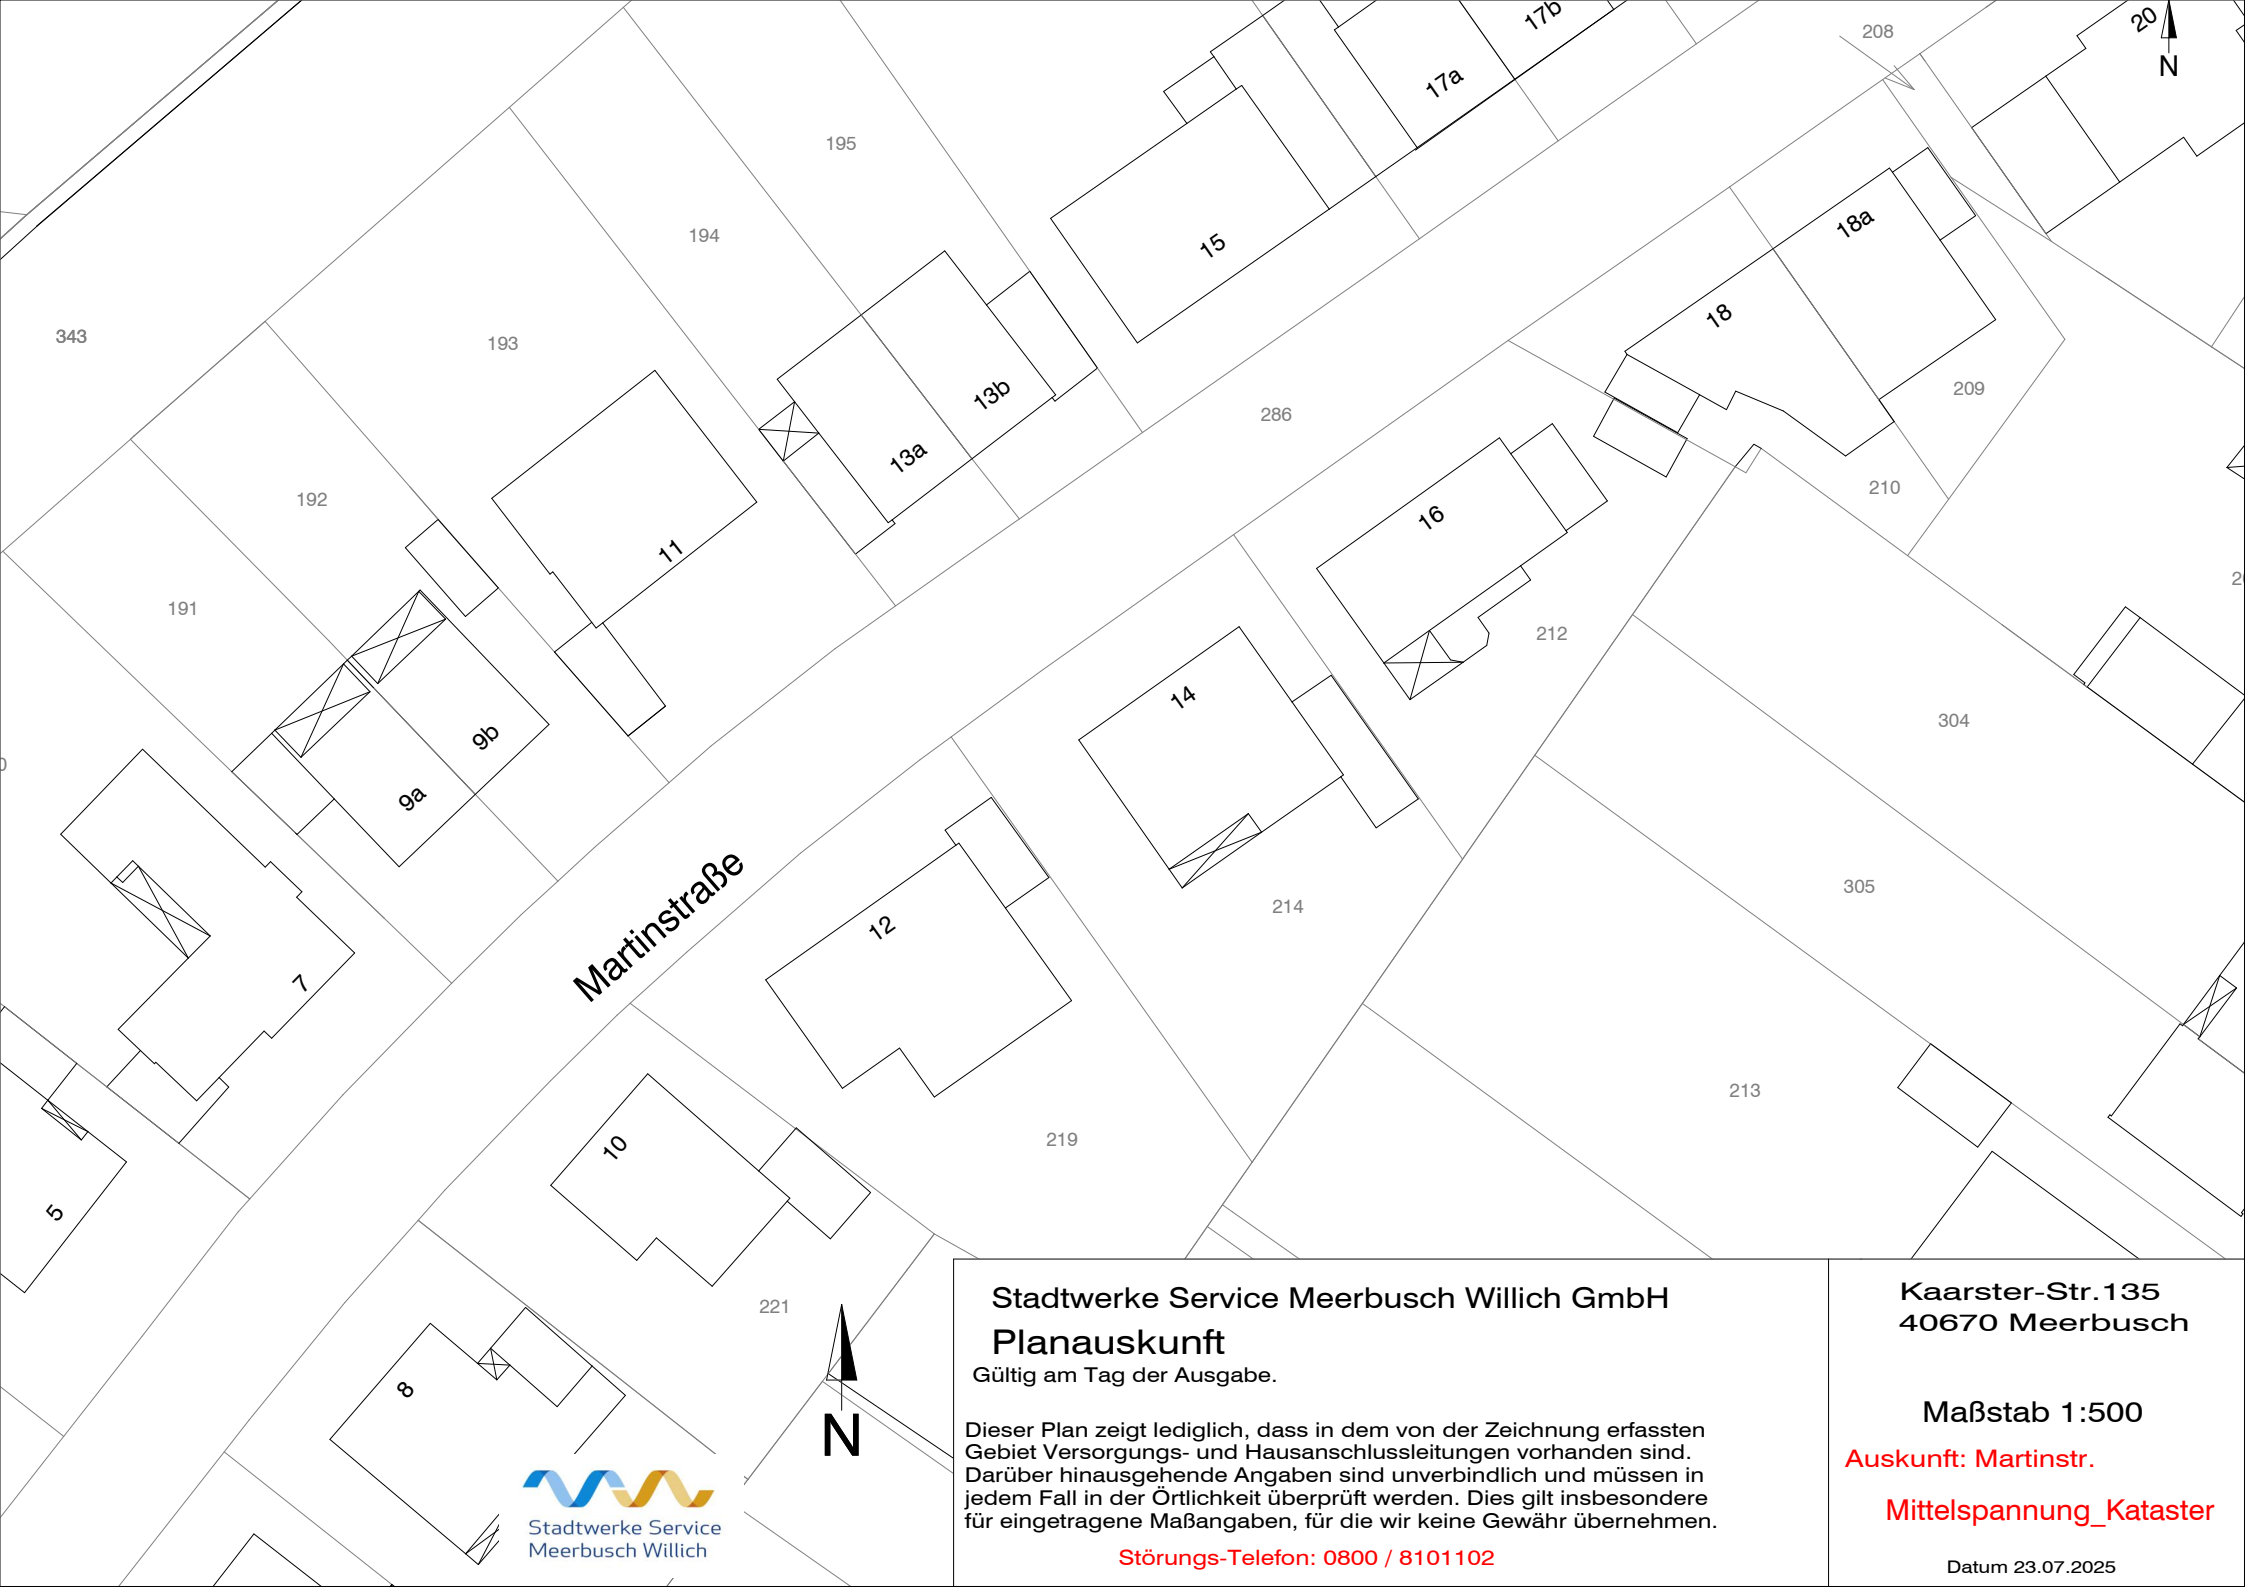 17b
20
208
17a
N
195
18a
194
15
18
343
193
13b
209
286
13a
192
16
210
11
191
212
14
304
9b
9a
Martinstraße
305
12
214
7
213
10
219
5
221
8
N
Stadtwerke Service
Meerbusch Willich
Stadtwerke Service Meerbusch Willich GmbH
Planauskunft
Gültig am Tag der Ausgabe.
Dieser Plan zeigt lediglich, dass in dem von der Zeichnung erfassten
Gebiet Versorgungs- und Hausanschlussleitungen vorhanden sind.
Darüber hinausgehende Angaben sind unverbindlich und müssen in
jedem Fall in der Örtlichkeit überprüft werden. Dies gilt insbesondere
für eingetragene Maßangaben, für die wir keine Gewähr übernehmen.
Störungs-Telefon: 0800 / 8101102
Kaarster-Str.135
40670 Meerbusch
Maßstab 1:500
Auskunft: Martinstr.
Mittelspannung_Kataster
Datum 23.07.2025